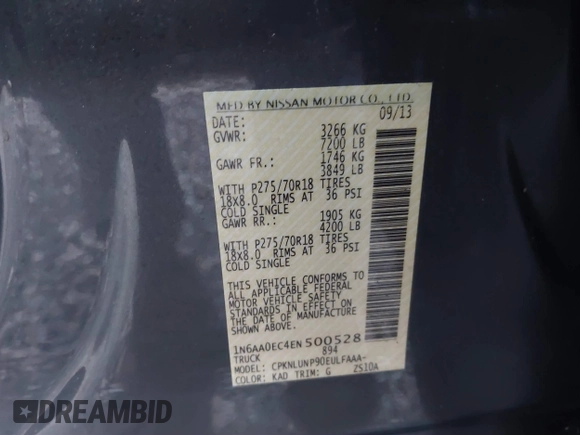 MFD BY NISSAN MOTOR CO., LTD.
DATE: 09/13
GVWR: 3266 KG
7200 LB
GAWR FR.: 1746 KG
3849 LB
WITH P275/70R18 TIRES
18X8.0 RIMS AT 36 PSI
COLD SINGLE
GAWR RR.: 1905 KG
4200 LB
WITH P275/70R18 TIRES
18X8.0 RIMS AT 36 PSI
COLD SINGLE
THIS VEHICLE CONFORMS TO
ALL APPLICABLE FEDERAL
MOTOR VEHICLE SAFETY
STANDARDS IN EFFECT ON
THE DATE OF MANUFACTURE
SHOWN ABOVE
1N6AA0EC4EN500528
TRUCK 894
MODEL: CPKNLUNP90EULFAAA-
COLOR: KAD TRIM: G ZS10A
DREAMBID